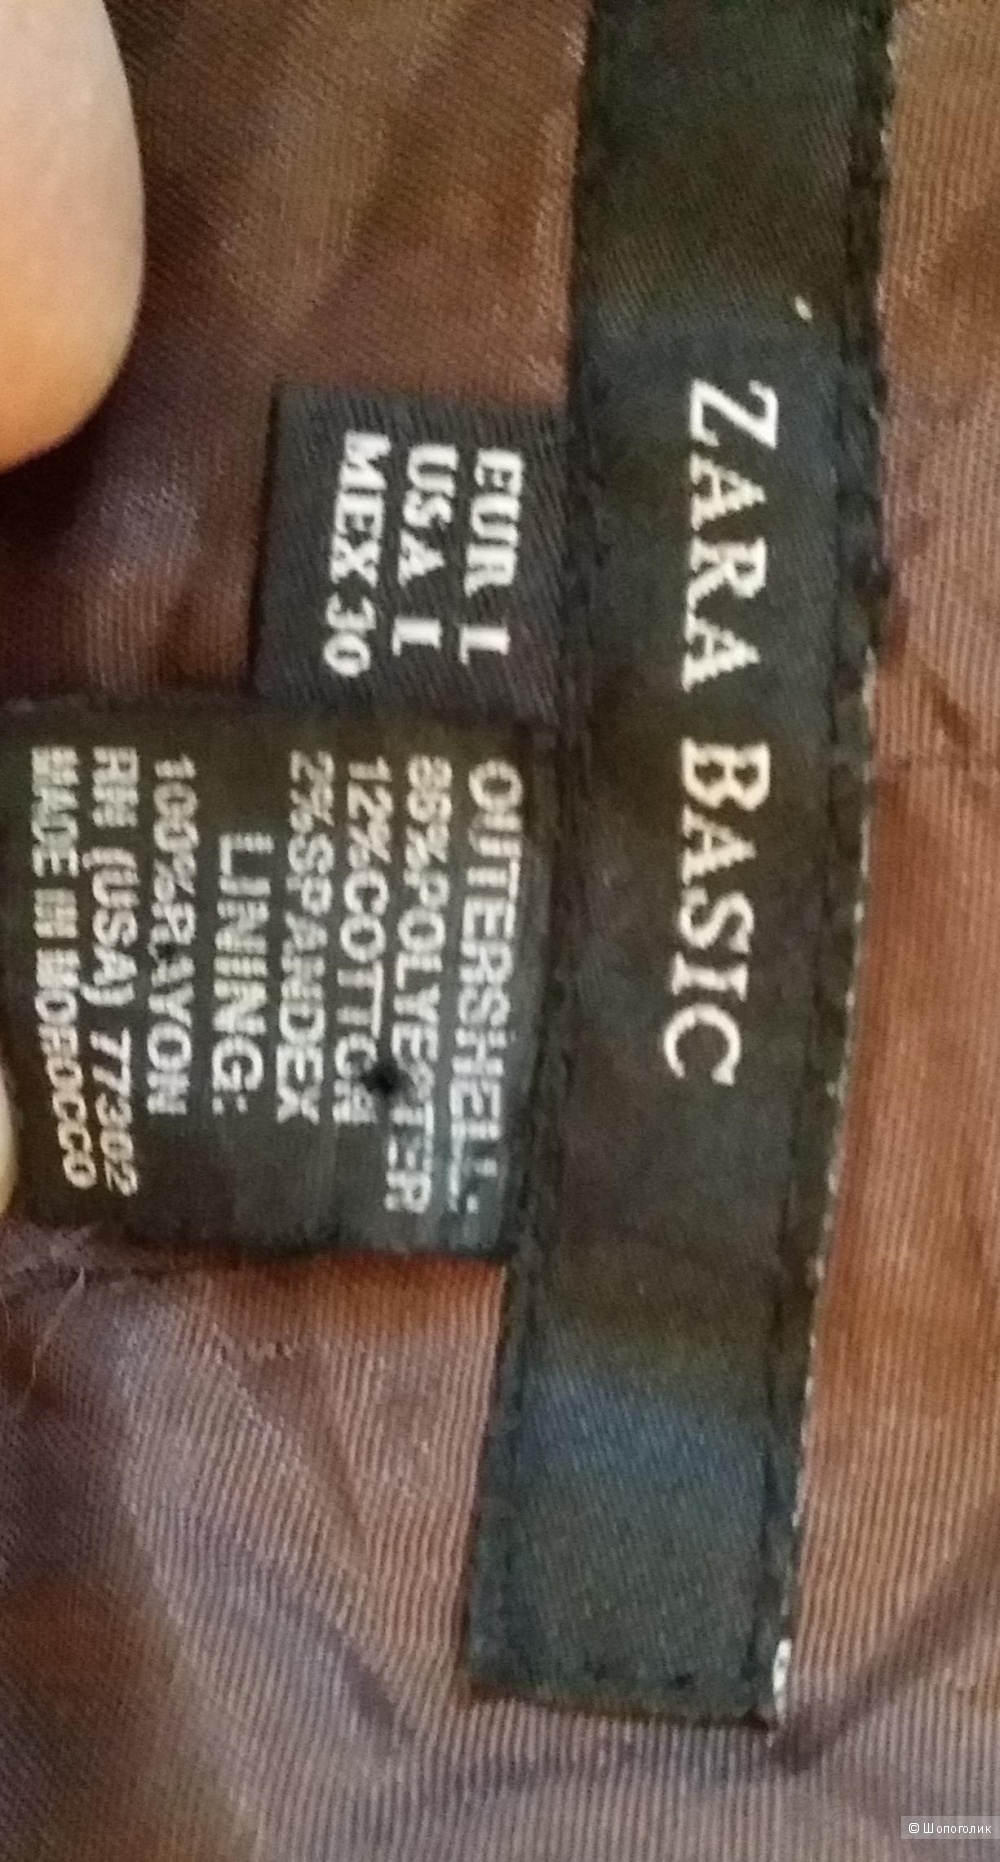 ZARA BASIC
EUR L
USA L
MEX 30
OUTERSHELL:
86%POLYESTER
12%COTTON
2%SPANDEX
LINING:
100%RAYON
RN (USA) 77302
MADE IN MOROCCO
© Шопоголик